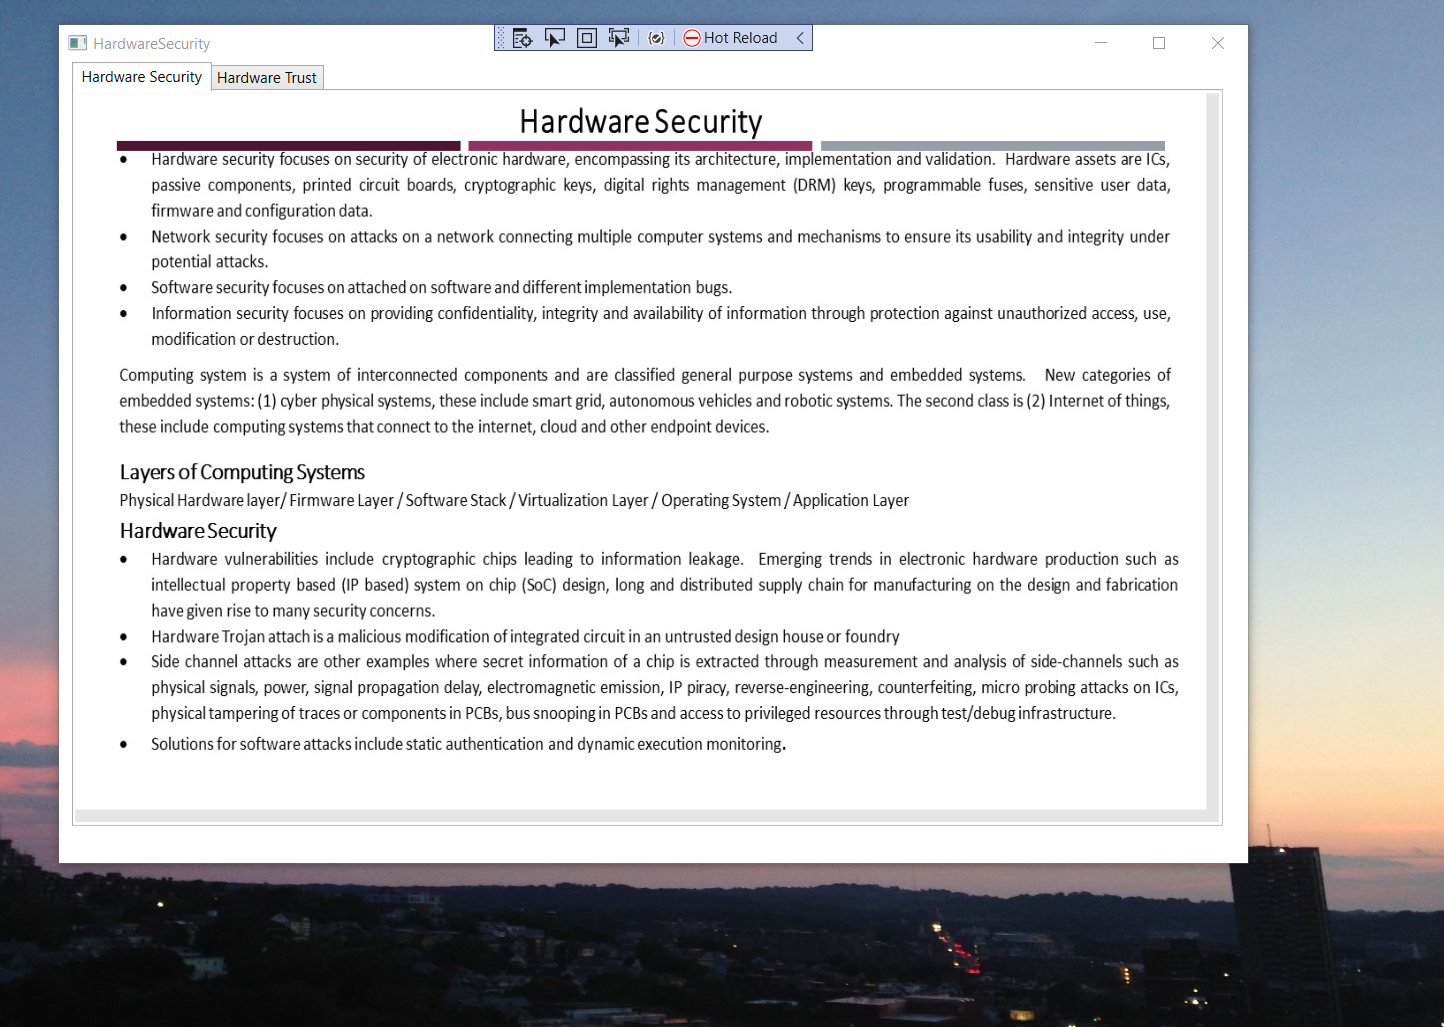 HardwareSecurity
Hot Reload
Hardware Security
Hardware Trust
Hardware Security
• Hardware security focuses on security of electronic hardware, encompassing its architecture, implementation and validation. Hardware assets are ICs,
passive components, printed circuit boards, cryptographic keys, digital rights management (DRM) keys, programmable fuses, sensitive user data,
firmware and configuration data.
• Network security focuses on attacks on a network connecting multiple computer systems and mechanisms to ensure its usability and integrity under
potential attacks.
• Software security focuses on attached on software and different implementation bugs.
• Information security focuses on providing confidentiality, integrity and availability of information through protection against unauthorized access, use,
modification or destruction.
Computing system is a system of interconnected components and are classified general purpose systems and embedded systems. New categories of
embedded systems: (1) cyber physical systems, these include smart grid, autonomous vehicles and robotic systems. The second class is (2) Internet of things,
these include computing systems that connect to the internet, cloud and other endpoint devices.
Layers of Computing Systems
Physical Hardware layer/ Firmware Layer / Software Stack / Virtualization Layer / Operating System / Application Layer
Hardware Security
• Hardware vulnerabilities include cryptographic chips leading to information leakage. Emerging trends in electronic hardware production such as
intellectual property based (IP based) system on chip (SoC) design, long and distributed supply chain for manufacturing on the design and fabrication
have given rise to many security concerns.
• Hardware Trojan attach is a malicious modification of integrated circuit in an untrusted design house or foundry
• Side channel attacks are other examples where secret information of a chip is extracted through measurement and analysis of side-channels such as
physical signals, power, signal propagation delay, electromagnetic emission, IP piracy, reverse-engineering, counterfeiting, micro probing attacks on ICs,
physical tampering of traces or components in PCBs, bus snooping in PCBs and access to privileged resources through test/debug infrastructure.
• Solutions for software attacks include static authentication and dynamic execution monitoring.